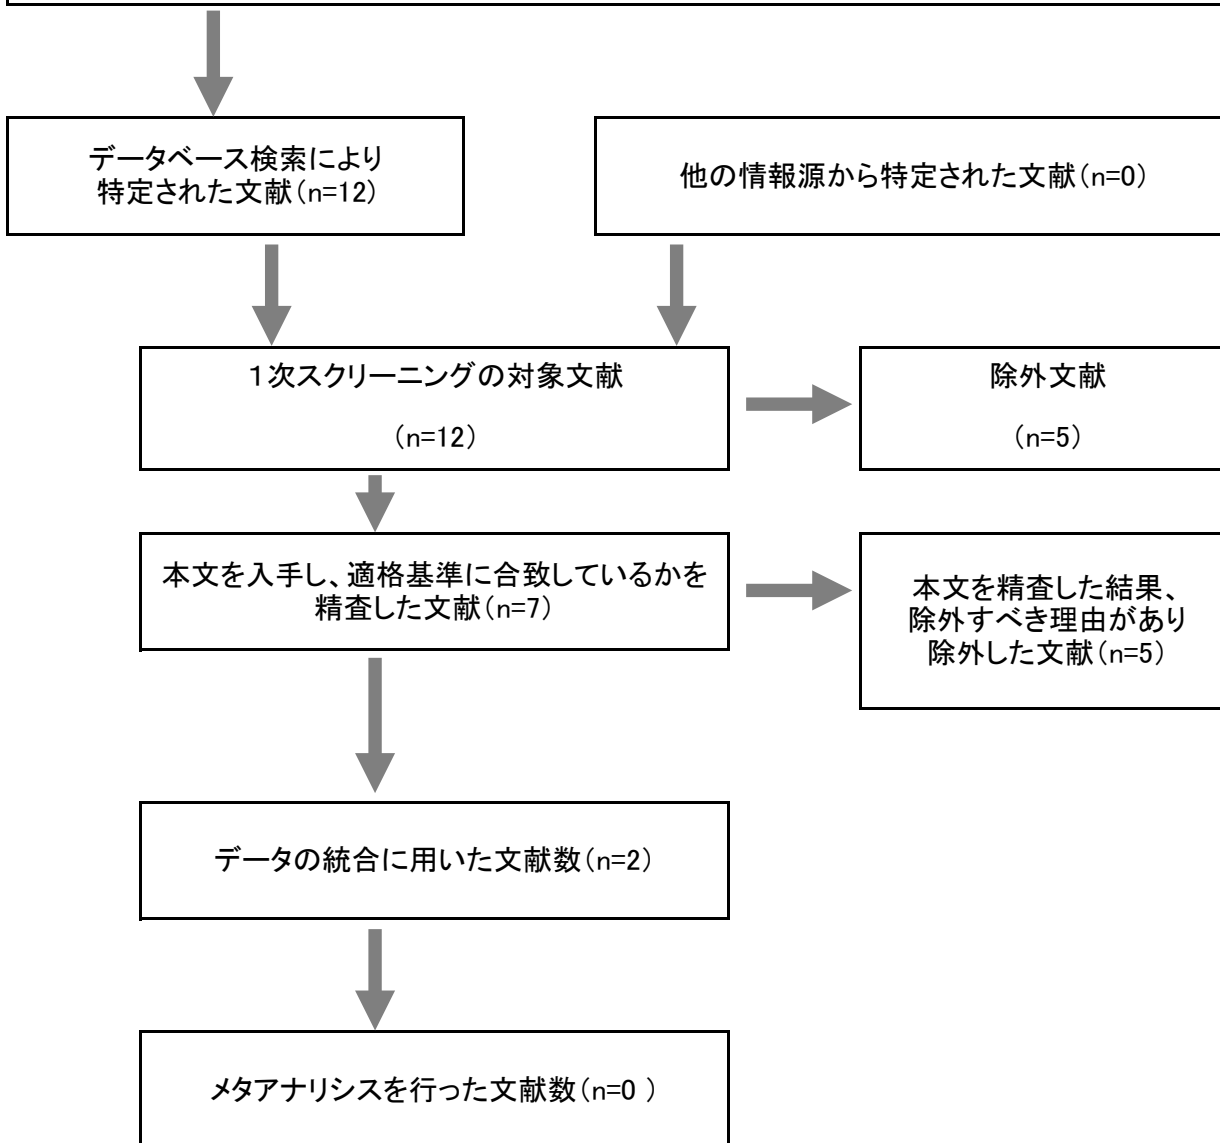 データベース検索により
特定された文献(n=12)
他の情報源から特定された文献(n=0)
1次スクリーニングの対象文献
(n=12)
除外文献
(n=5)
本文を入手し、適格基準に合致しているかを
精査した文献(n=7)
本文を精査した結果、
除外すべき理由があり
除外した文献(n=5)
データの統合に用いた文献数(n=2)
メタアナリシスを行った文献数(n=0 )